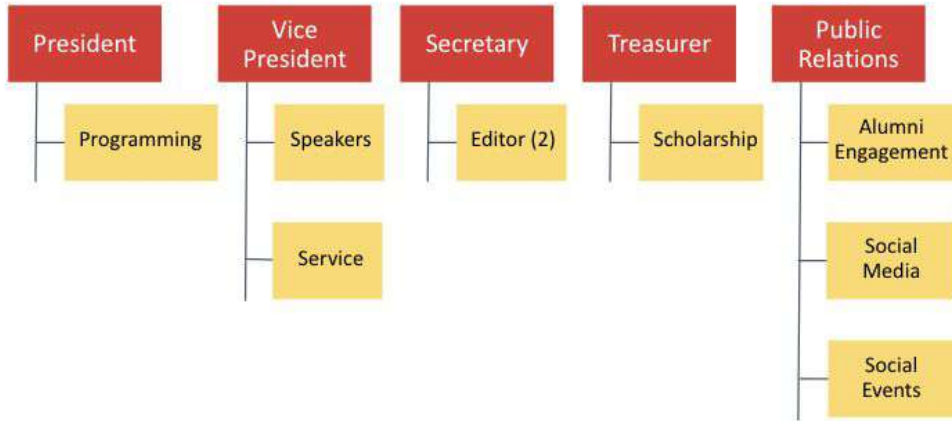 President
Vice
President
Secretary
Treasurer
Public
Relations
Programming
Speakers
Editor (2)
Scholarship
Alumni
Engagement
Service
Social
Media
Social
Events